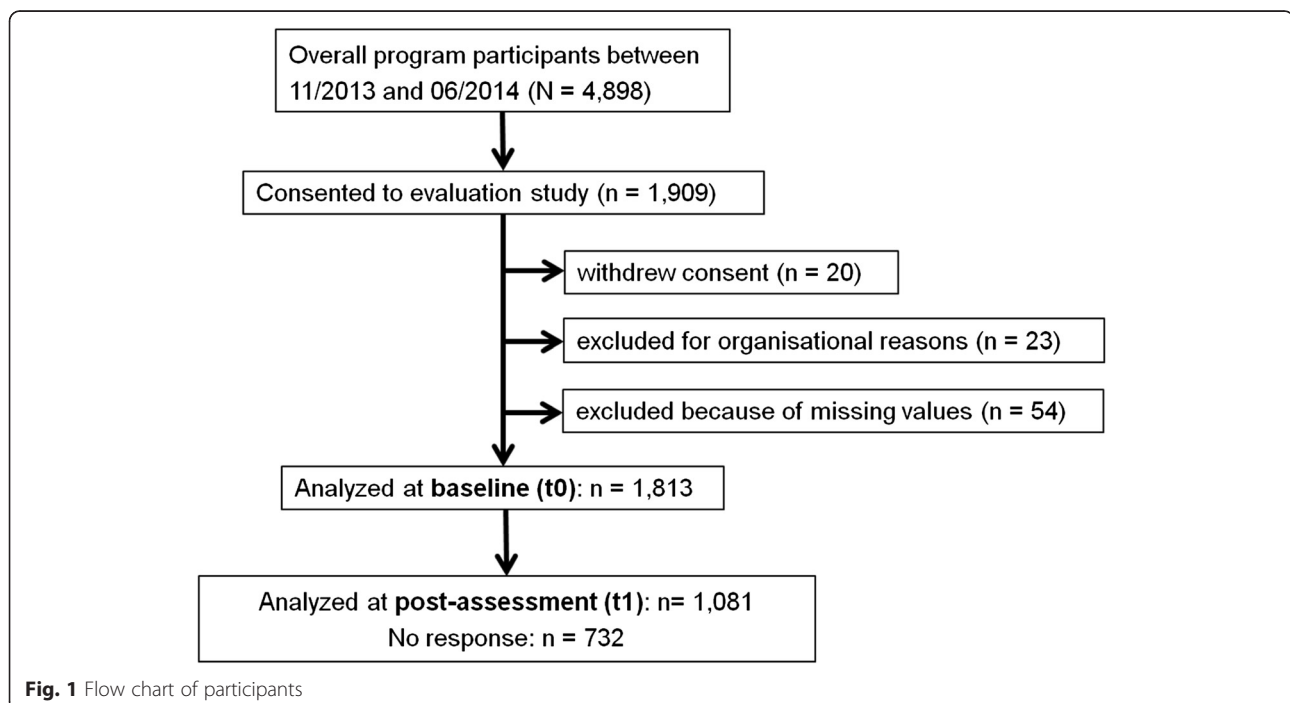 Overall program participants between
11/2013 and 06/2014 (N = 4,898)
Consented to evaluation study (n = 1,909)
withdrew consent (n = 20)
excluded for organisational reasons (n = 23)
excluded because of missing values (n = 54)
Analyzed at baseline (t0): n = 1,813
Analyzed at post-assessment (t1): n= 1,081
No response: n = 732
Fig. 1 Flow chart of participants